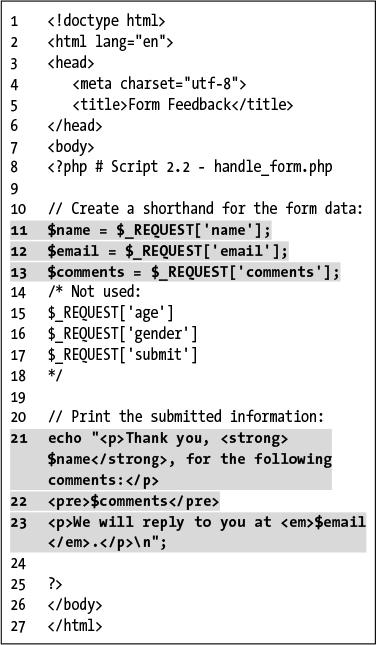 1 <!doctype html>
2 <html lang="en">
3 <head>
4 <meta charset="utf-8">
5 <title>Form Feedback</title>
6 </head>
7 <body>
8 <?php # Script 2.2 - handle_form.php
9
10 // Create a shorthand for the form data:
11 $name = $_REQUEST['name'];
12 $email = $_REQUEST['email'];
13 $comments = $_REQUEST['comments'];
14 /* Not used:
15 $_REQUEST['age']
16 $_REQUEST['gender']
17 $_REQUEST['submit']
18 */
19
20 // Print the submitted information:
21 echo "<p>Thank you, <strong>
$name</strong>, for the following
comments:</p>
22 <pre>$comments</pre>
23 <p>We will reply to you at <em>$email
</em>.</p>\n";
24
25 ?>
26 </body>
27 </html>